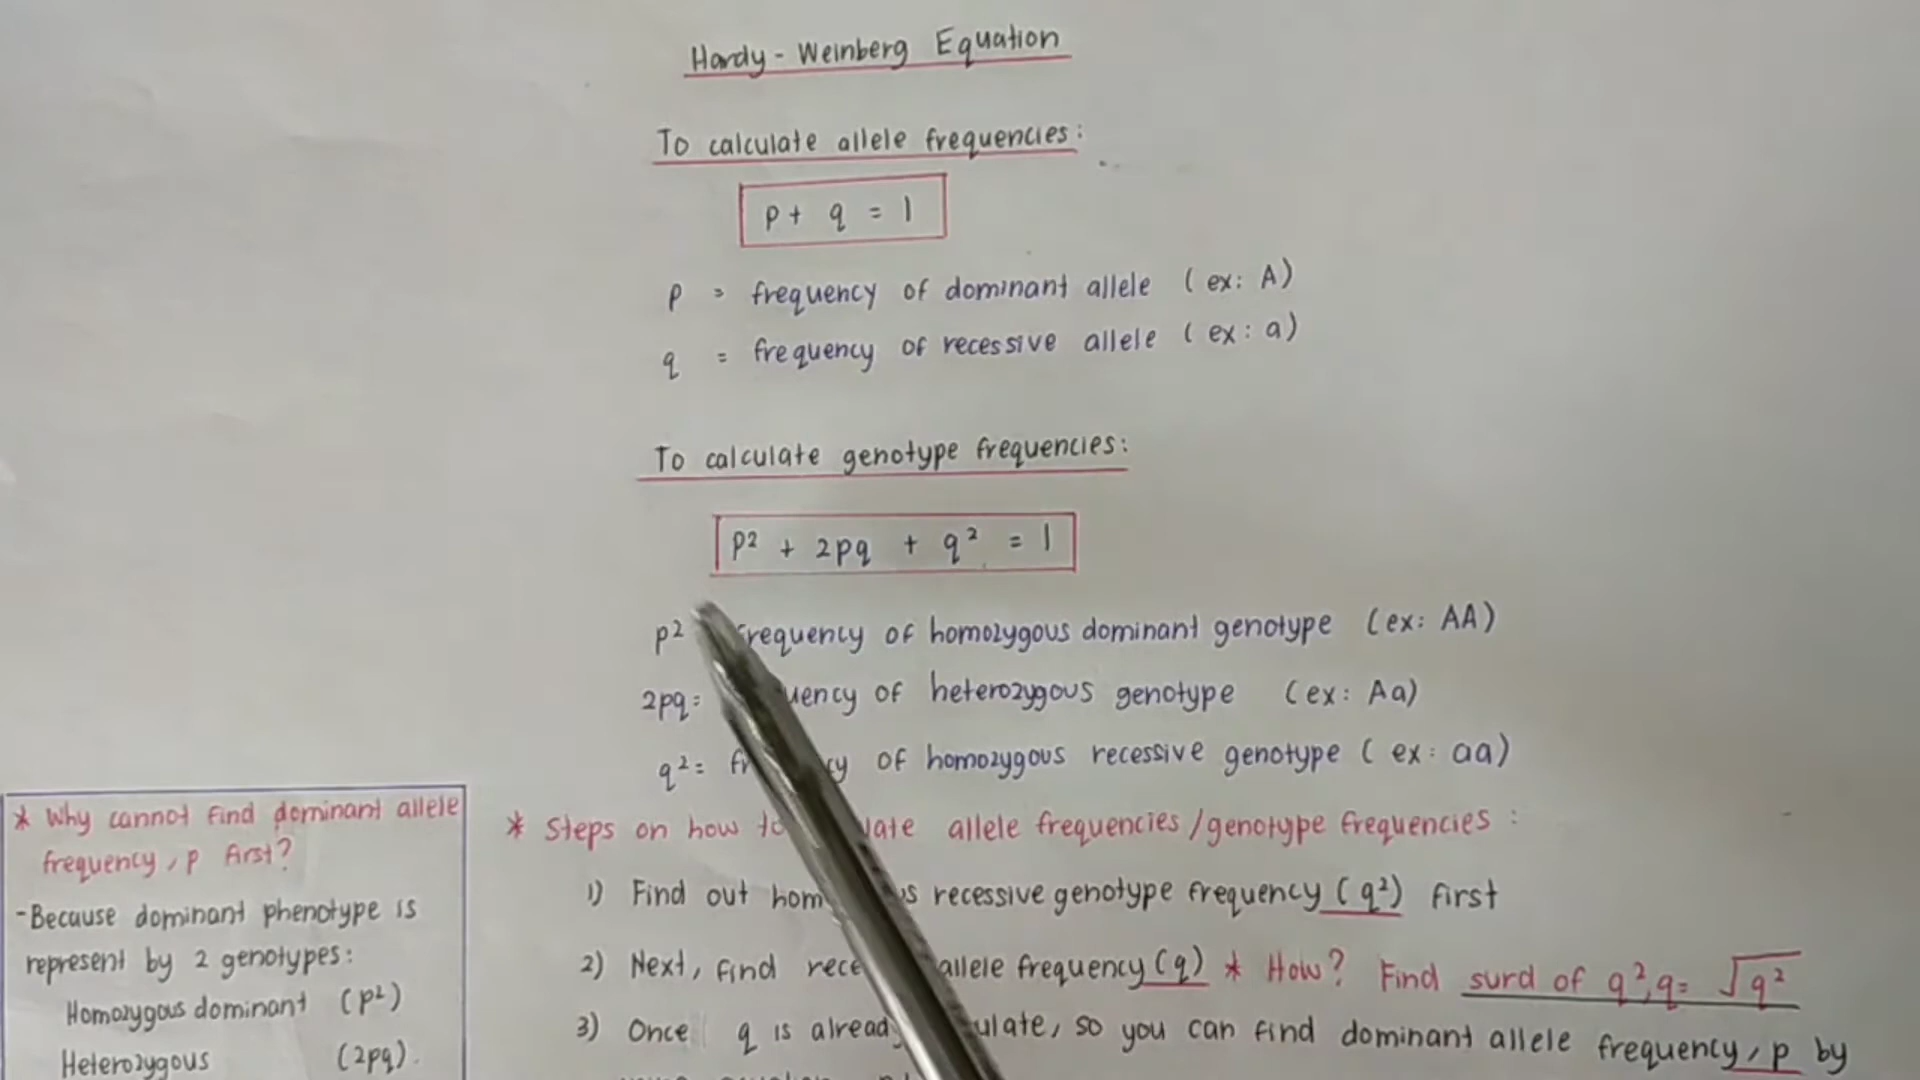 Hardy - Weinberg Equation
To calculate allele frequencies:
p + q = 1
p = frequency of dominant allele (ex: A)
q = frequency of recessive allele (ex: a)
To calculate genotype frequencies:
p² + 2pq + q² = 1
p² frequency of homozygous dominant genotype (ex: AA)
2pq = of heterozygous genotype (ex: Aa)
q² = of homozygous recessive genotype (ex: aa)
* Why cannot find dominant allele
frequency, p first?
- Because dominant phenotype is
represent by 2 genotypes:
Homozygous dominant (p²)
Heterozygous (2pq).
* Steps on how to allele frequencies/genotype frequencies:
1) Find out recessive genotype frequency (q²) first
2) Next, find allele frequency (q) * How? Find surd of q², q = √q²
3) Once q is so you can find dominant allele frequency, p by